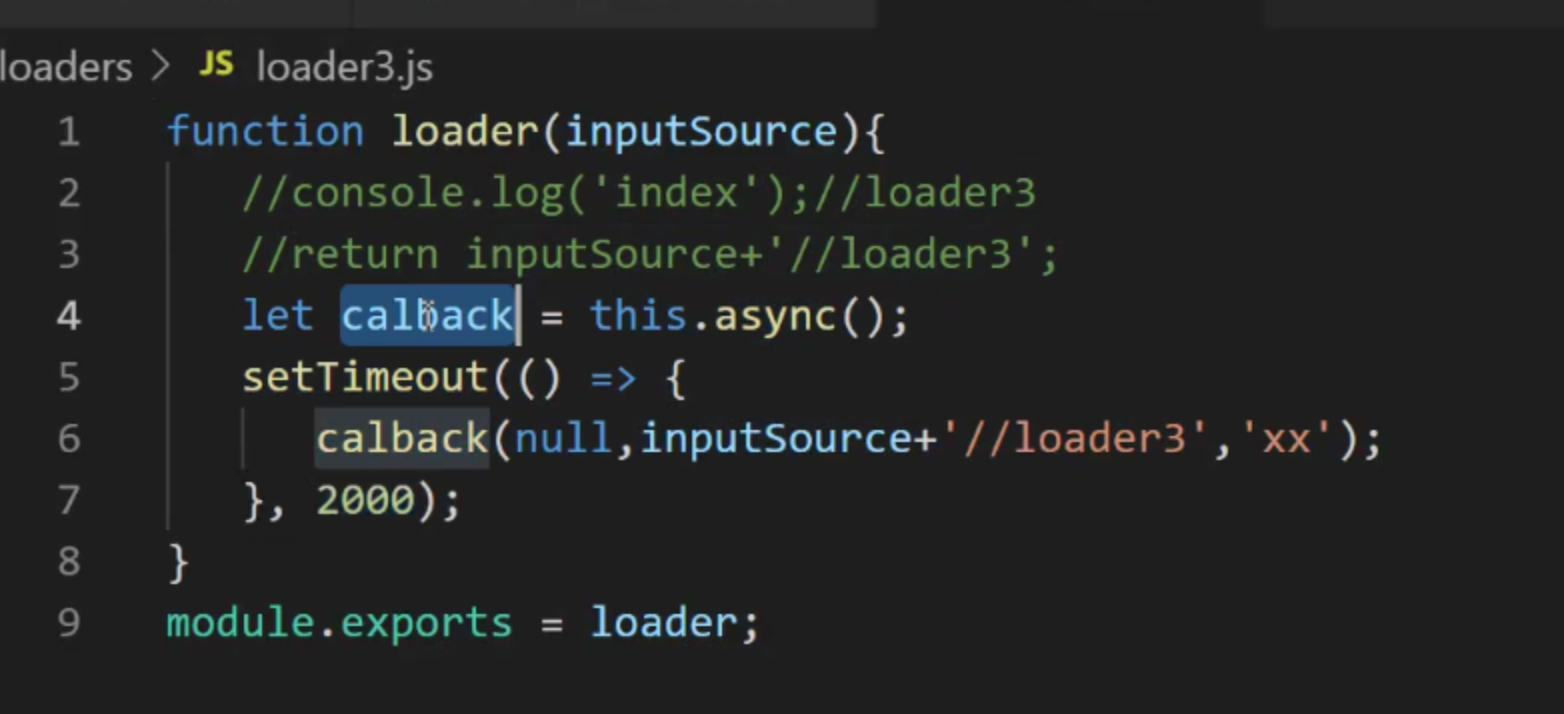 loaders > JS loader3.js
1 function loader(inputSource){
2 //console.log('index');//loader3
3 //return inputSource+'//loader3';
4 let calback = this.async();
5 setTimeout(() => {
6 calback(null,inputSource+'//loader3','xx');
7 }, 2000);
8 }
9 module.exports = loader;